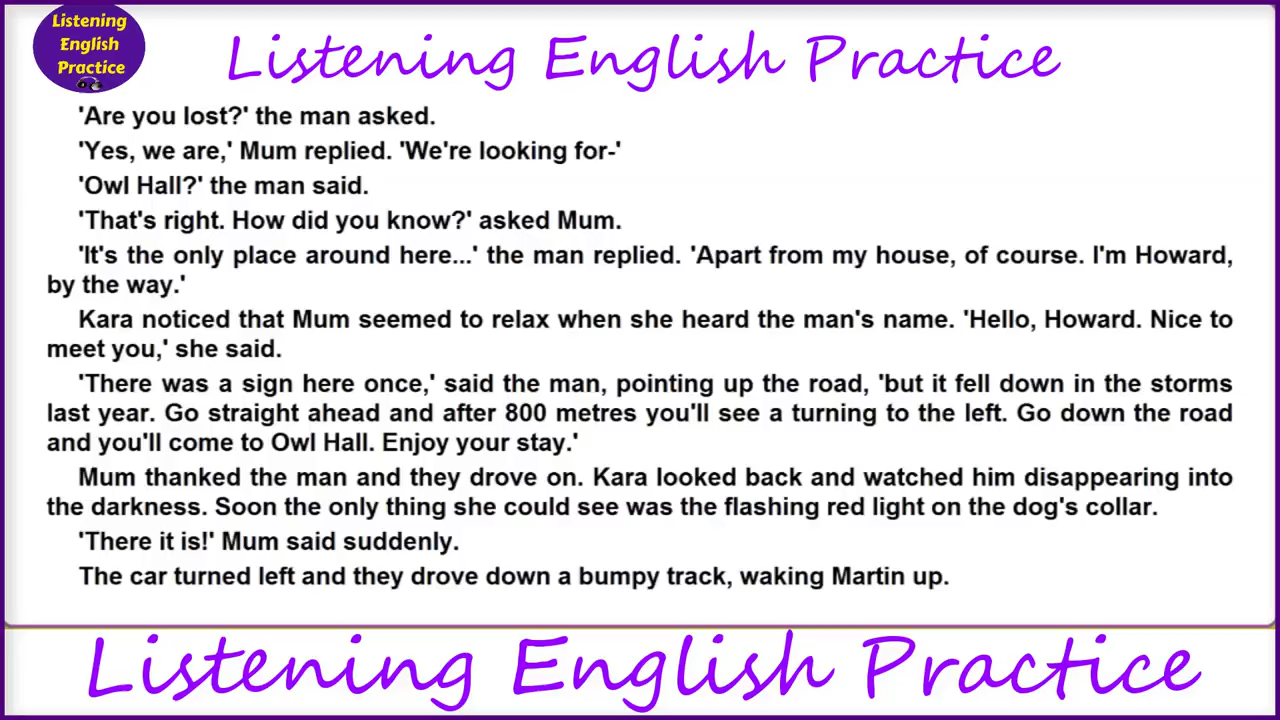 Listening
English
Practice
Listening English Practice
'Are you lost?' the man asked.
'Yes, we are,' Mum replied. 'We're looking for-'
'Owl Hall?' the man said.
'That's right. How did you know?' asked Mum.
'It's the only place around here...' the man replied. 'Apart from my house, of course. I'm Howard,
by the way.'
Kara noticed that Mum seemed to relax when she heard the man's name. 'Hello, Howard. Nice to
meet you,' she said.
'There was a sign here once,' said the man, pointing up the road, 'but it fell down in the storms
last year. Go straight ahead and after 800 metres you'll see a turning to the left. Go down the road
and you'll come to Owl Hall. Enjoy your stay.'
Mum thanked the man and they drove on. Kara looked back and watched him disappearing into
the darkness. Soon the only thing she could see was the flashing red light on the dog's collar.
'There it is!' Mum said suddenly.
The car turned left and they drove down a bumpy track, waking Martin up.
Listening English Practice